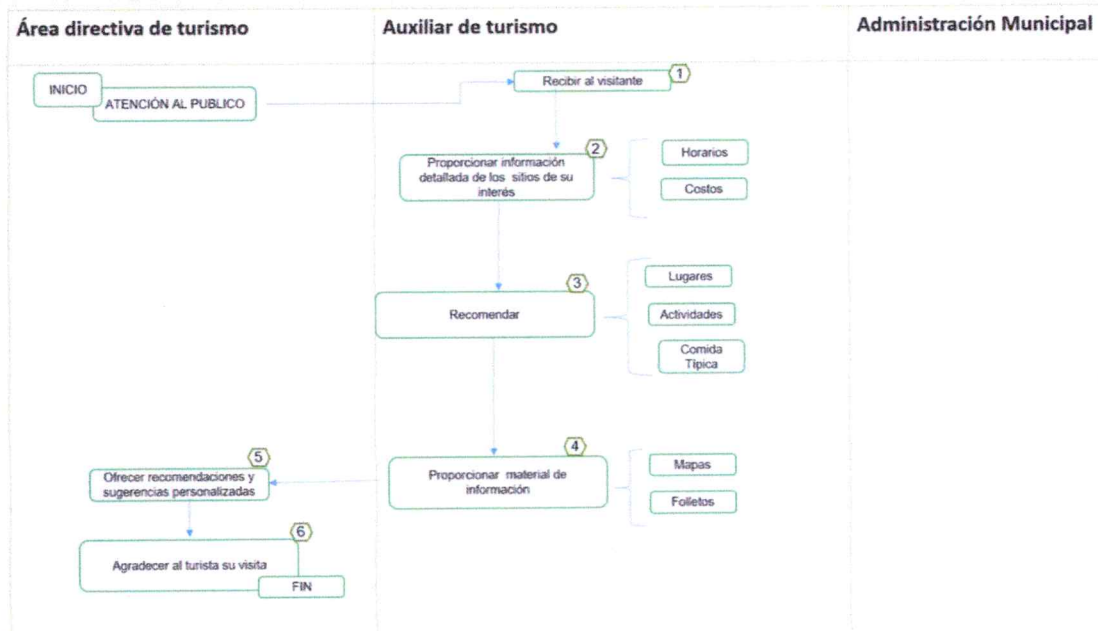 Área directiva de turismo
Auxiliar de turismo
Administración Municipal
INICIO
ATENCIÓN AL PUBLICO
Recibir al visitante
1
Proporcionar información
detallada de los sitios de su
interés
2
Horarios
Costos
Recomendar
3
Lugares
Actividades
Comida
Típica
Proporcionar material de
información
4
Mapas
Folletos
Ofrecer recomendaciones y
sugerencias personalizadas
5
Agradecer al turista su visita
6
FIN